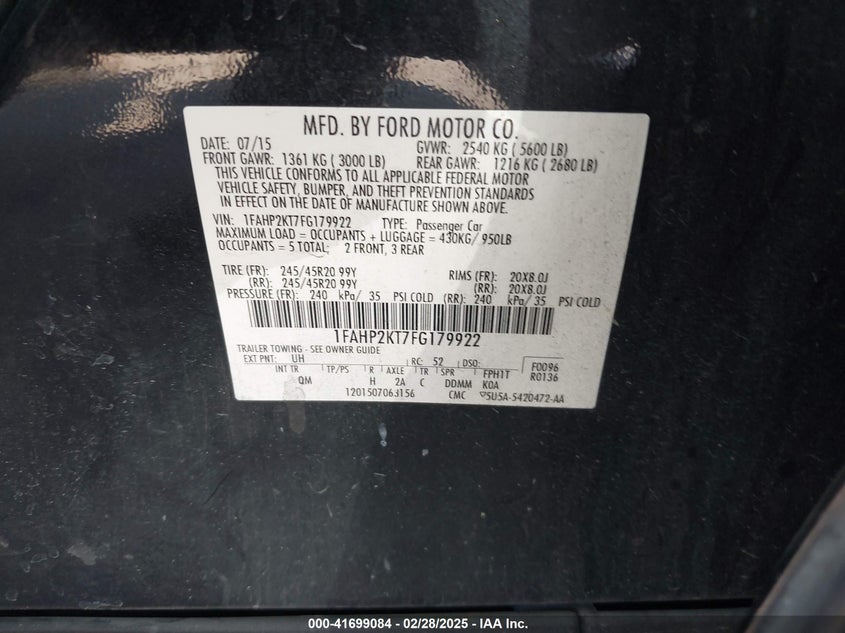 MFD. BY FORD MOTOR CO.
DATE: 07/15 GVWR: 2540 KG ( 5600 LB)
FRONT GAWR: 1361 KG ( 3000 LB) REAR GAWR: 1216 KG ( 2680 LB)
THIS VEHICLE CONFORMS TO ALL APPLICABLE FEDERAL MOTOR
VEHICLE SAFETY, BUMPER, AND THEFT PREVENTION STANDARDS
IN EFFECT ON THE DATE OF MANUFACTURE SHOWN ABOVE.
VIN: 1FAHP2KT7FG179922 TYPE: Passenger Car
MAXIMUM LOAD = OCCUPANTS + LUGGAGE = 430KG/ 950LB
OCCUPANTS = 5 TOTAL; 2 FRONT, 3 REAR
TIRE (FR): 245/45R20 99Y RIMS (FR): 20X8.0J
(RR): 245/45R20 99Y (RR): 20X8.0J
PRESSURE (FR): 240 kPa/ 35 PSI COLD (RR): 240 kPa/ 35 PSI COLD
1FAHP2KT7FG179922
TRAILER TOWING - SEE OWNER GUIDE
EXT PNT: UH RC: 52 DSO: F0096
INT TR TP/PS R AXLE TR SPR FPH1T R0136
QM H 2A C DDMM K0A
1201507063156 CMC 5U5A-5420472-AA
000-41699084 - 02/28/2025 - IAA Inc.